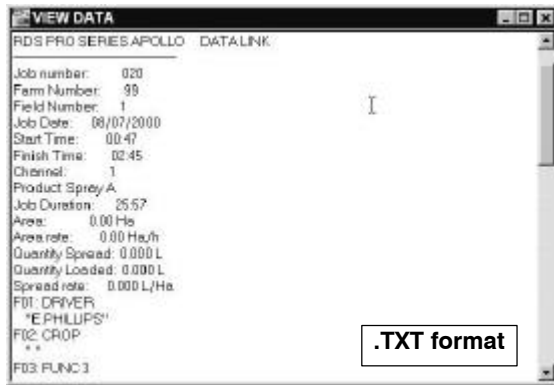 VIEW DATA
RDS PRO SERIES APOLLO DATALINK
Job number: 020
Farm Number: 99
Field Number: 1
Job Date: 08/07/2000
Start Time: 00:47
Finish Time: 02:45
Channel: 1
Product Spray A
Job Duration: 25:57
Area: 0.00 Ha
Area rate: 0.00 Ha/h
Quantity Spread: 0.000 L
Quantity Loaded: 0.000 L
Spread rate: 0.000 L/Ha
F01: DRIVER
"E.PHILLIPS"
F02: CROP
" "
F03: FUNC 3
.TXT format